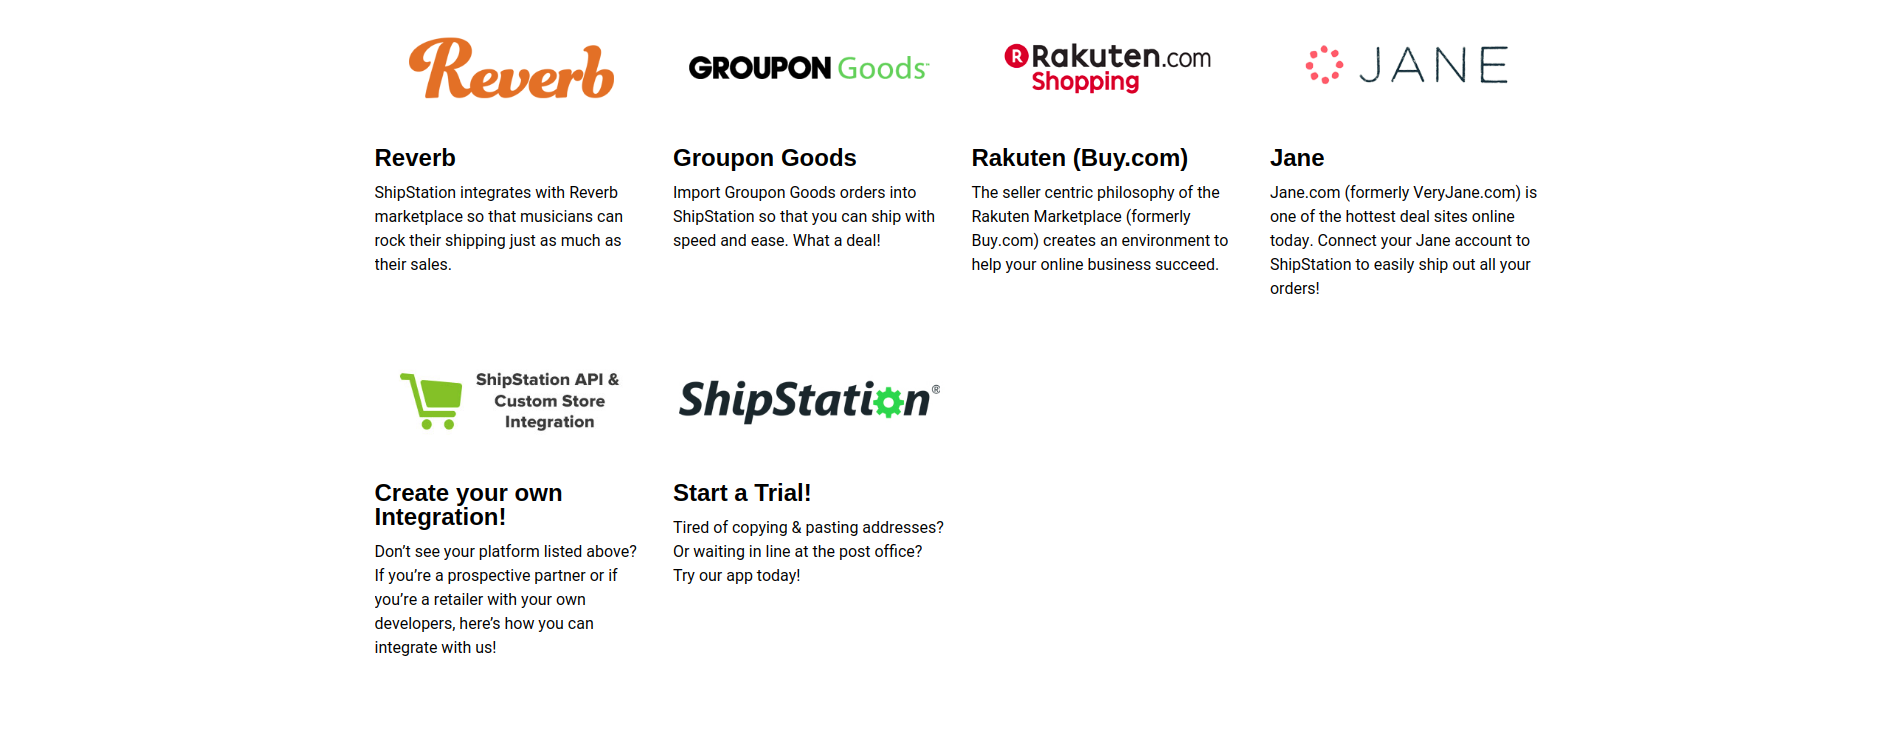 Reverb
GROUPON Goods™
R Rakuten.com
Shopping
JANE
Reverb
ShipStation integrates with Reverb
marketplace so that musicians can
rock their shipping just as much as
their sales.
Groupon Goods
Import Groupon Goods orders into
ShipStation so that you can ship with
speed and ease. What a deal!
Rakuten (Buy.com)
The seller centric philosophy of the
Rakuten Marketplace (formerly
Buy.com) creates an environment to
help your online business succeed.
Jane
Jane.com (formerly VeryJane.com) is
one of the hottest deal sites online
today. Connect your Jane account to
ShipStation to easily ship out all your
orders!
ShipStation API &
Custom Store
Integration
ShipStation®
Create your own
Integration!
Don’t see your platform listed above?
If you’re a prospective partner or if
you’re a retailer with your own
developers, here’s how you can
integrate with us!
Start a Trial!
Tired of copying & pasting addresses?
Or waiting in line at the post office?
Try our app today!